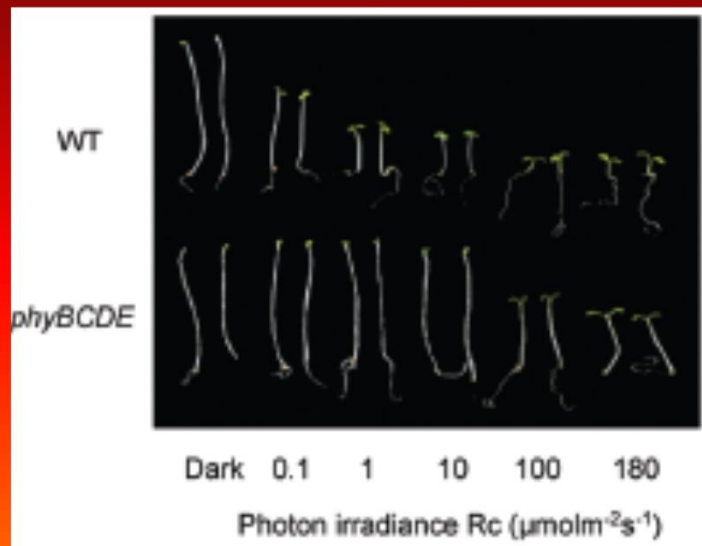 WT
phyBCDE
Dark 0.1 1 10 100 180
Photon irradiance Rc (µmolm⁻²s⁻¹)